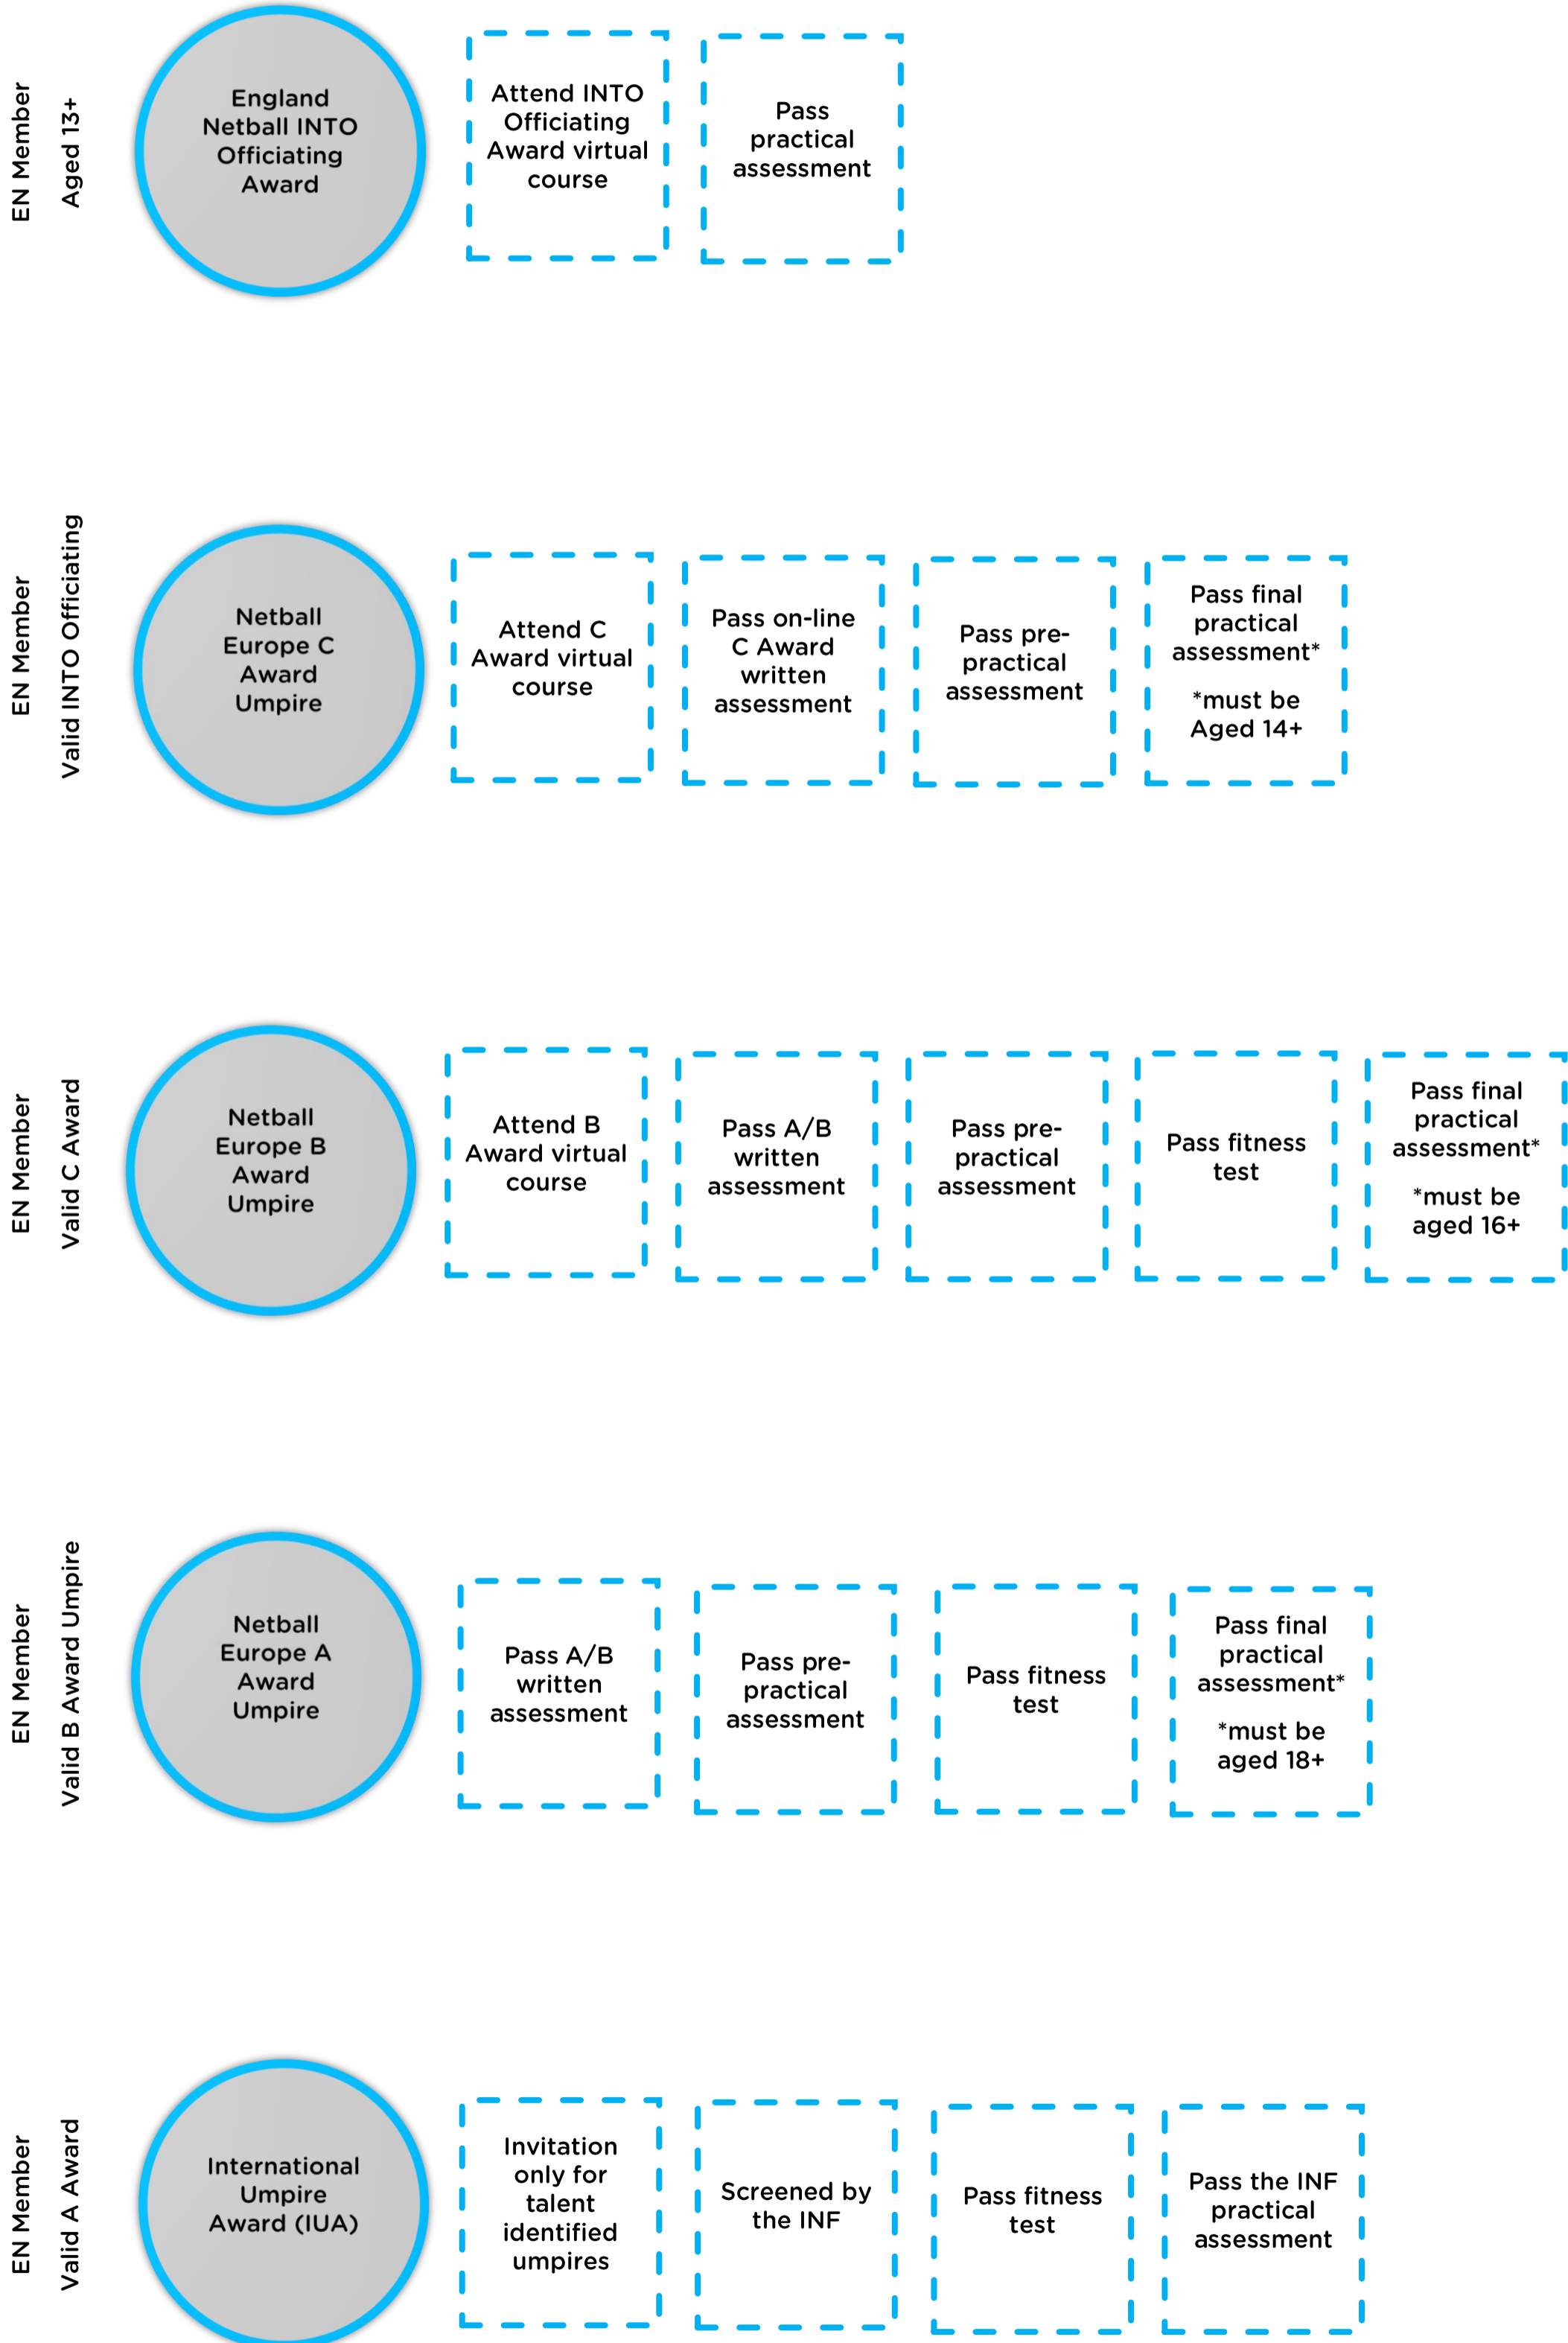 EN Member
Aged 13+
England
Netball INTO
Officiating
Award
Attend INTO
Officiating
Award virtual
course
Pass
practical
assessment
EN Member
Valid INTO Officiating
Netball
Europe C
Award
Umpire
Attend C
Award virtual
course
Pass on-line
C Award
written
assessment
Pass pre-
practical
assessment
Pass final
practical
assessment*
*must be
Aged 14+
EN Member
Valid C Award
Netball
Europe B
Award
Umpire
Attend B
Award virtual
course
Pass A/B
written
assessment
Pass pre-
practical
assessment
Pass fitness
test
Pass final
practical
assessment*
*must be
aged 16+
EN Member
Valid B Award Umpire
Netball
Europe A
Award
Umpire
Pass A/B
written
assessment
Pass pre-
practical
assessment
Pass fitness
test
Pass final
practical
assessment*
*must be
aged 18+
EN Member
Valid A Award
International
Umpire
Award (IUA)
Invitation
only for
talent
identified
umpires
Screened by
the INF
Pass fitness
test
Pass the INF
practical
assessment